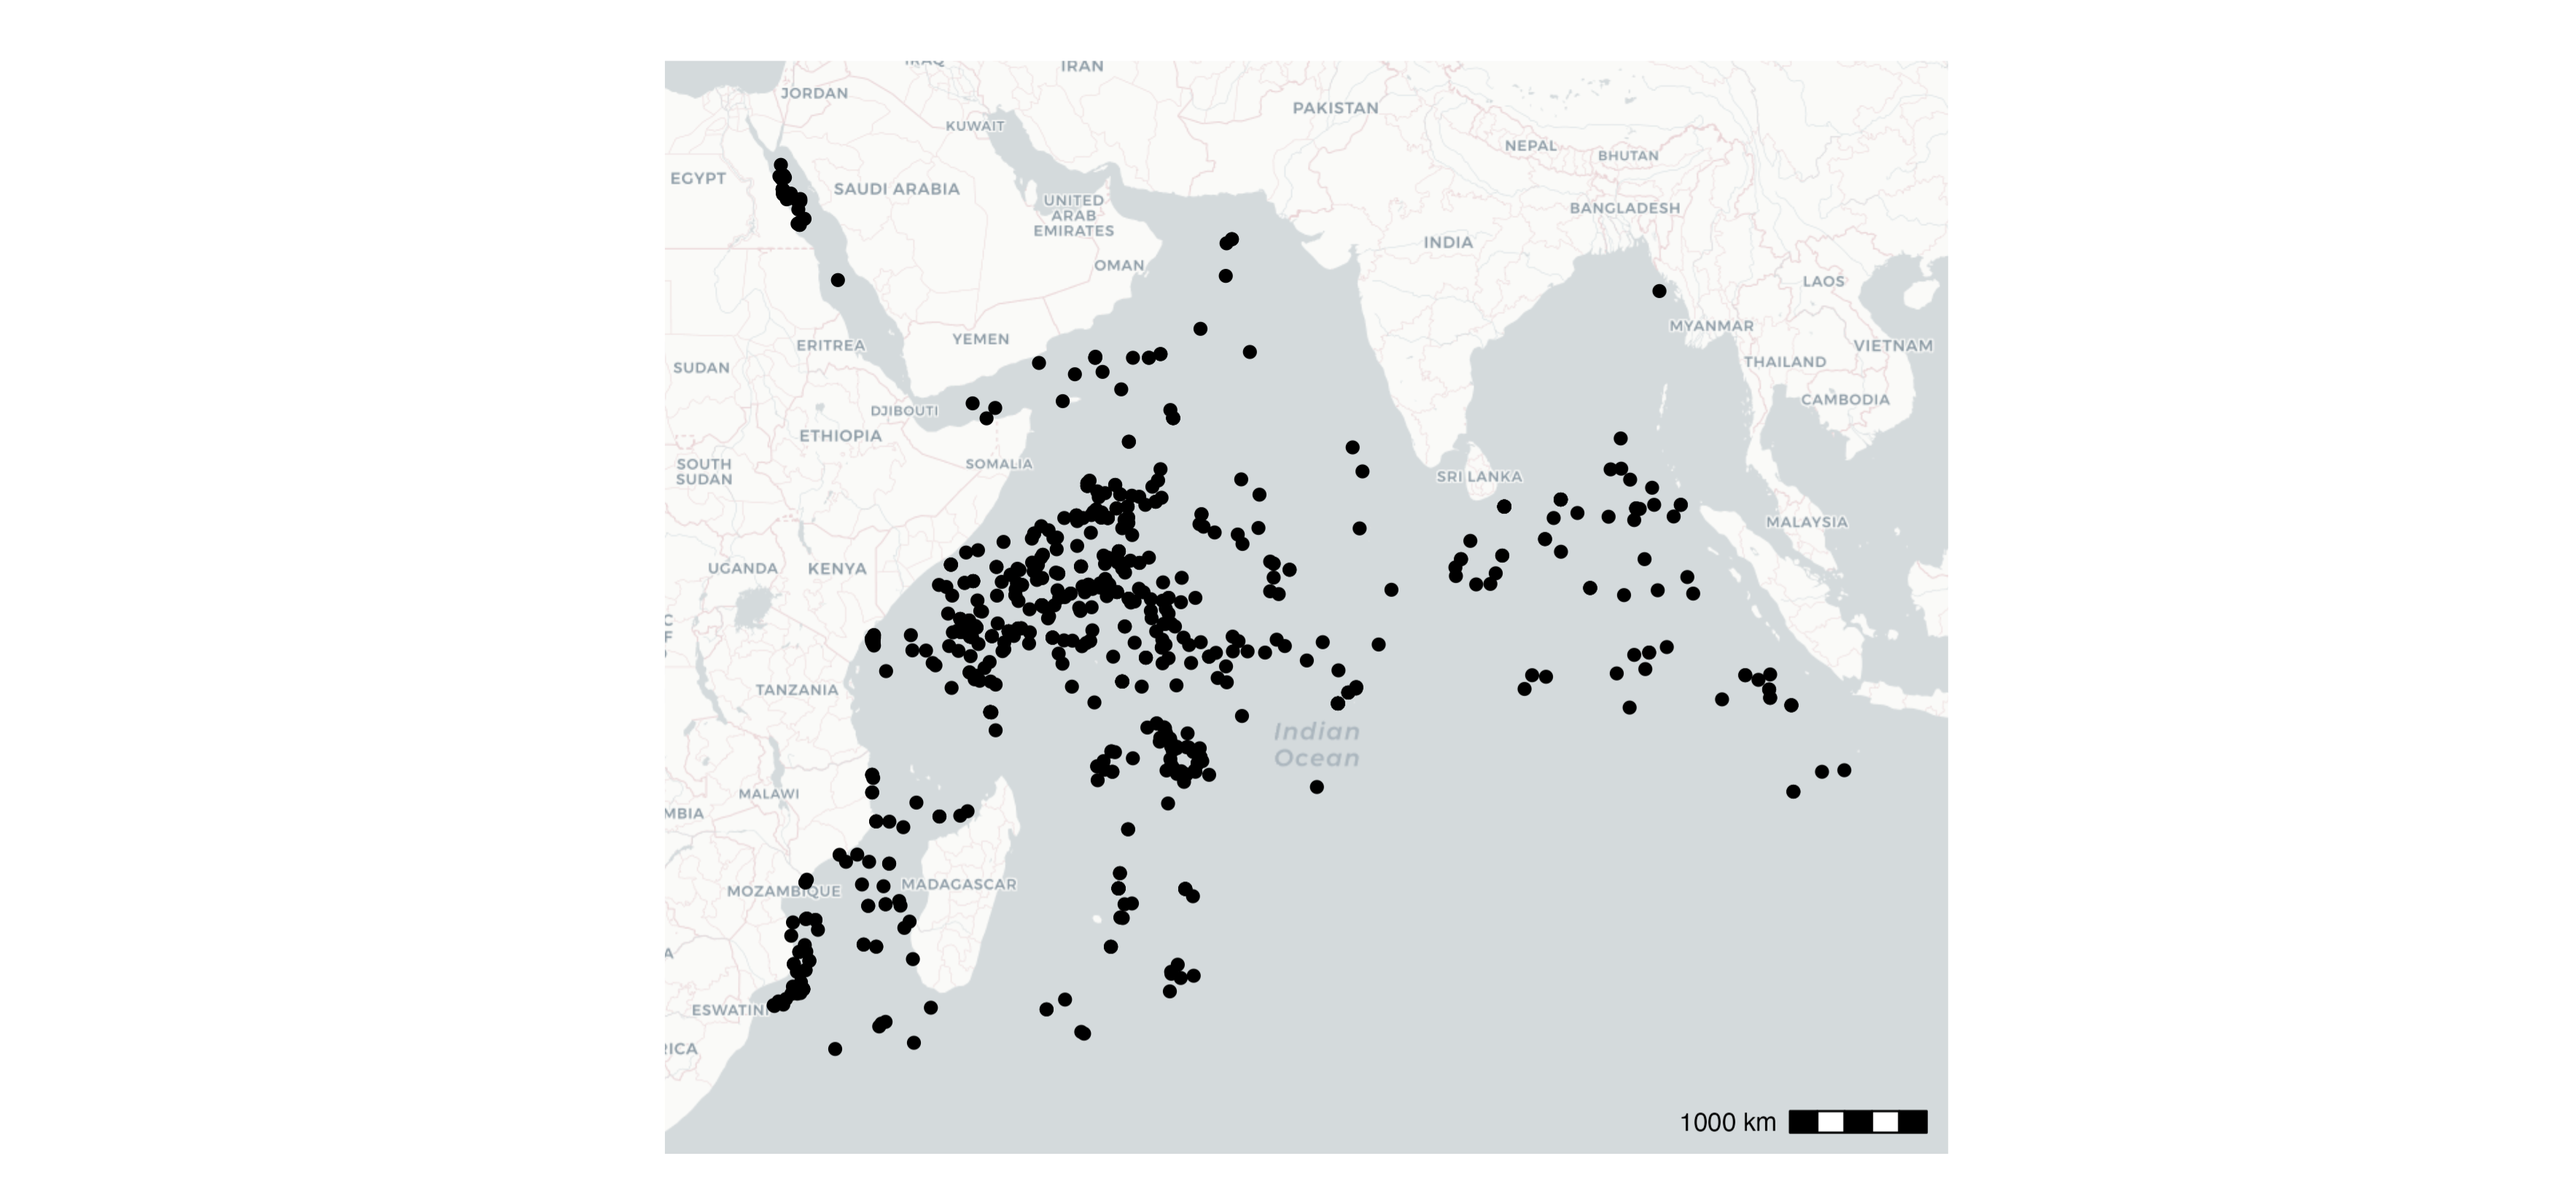 IRAQ
IRAN
JORDAN
PAKISTAN
KUWAIT
NEPAL
BHUTAN
EGYPT
SAUDI ARABIA
UNITED
ARAB
EMIRATES
BANGLADESH
INDIA
OMAN
LAOS
MYANMAR
YEMEN
ERITREA
VIETNAM
THAILAND
SUDAN
CAMBODIA
DJIBOUTI
ETHIOPIA
SOUTH
SUDAN
SOMALIA
SRI LANKA
MALAYSIA
UGANDA
KENYA
TANZANIA
Indian
Ocean
MALAWI
MBIA
MADAGASCAR
MOZAMBIQUE
ESWATINI
RICA
1000 km